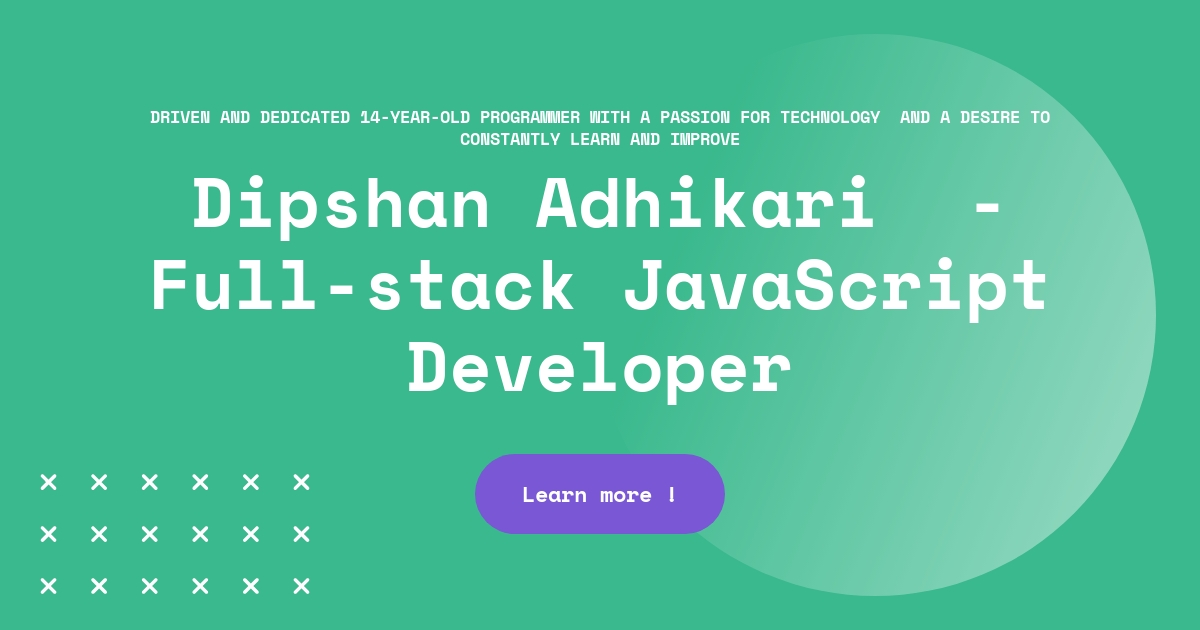 DRIVEN AND DEDICATED 14-YEAR-OLD PROGRAMMER WITH A PASSION FOR TECHNOLOGY  AND A DESIRE TO
CONSTANTLY LEARN AND IMPROVE
Dipshan Adhikari  -
Full-stack JavaScript
Developer
Learn more !